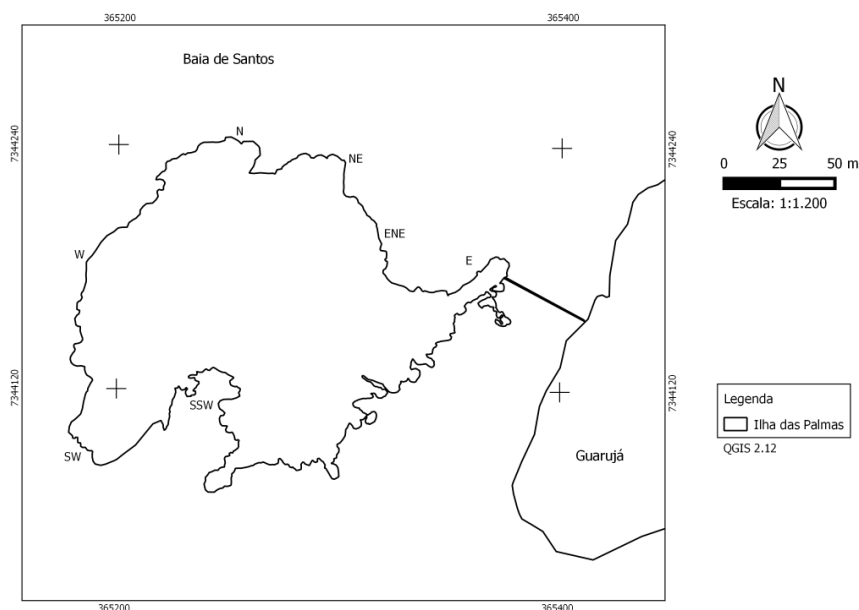 365200
365400
Baia de Santos
N
N
NE
7344240
7344240
0 25 50 m
Escala: 1:1.200
ENE
W
E
7344120
7344120
SSW
SW
Guarujá
Legenda
Ilha das Palmas
QGIS 2.12
365200
365400